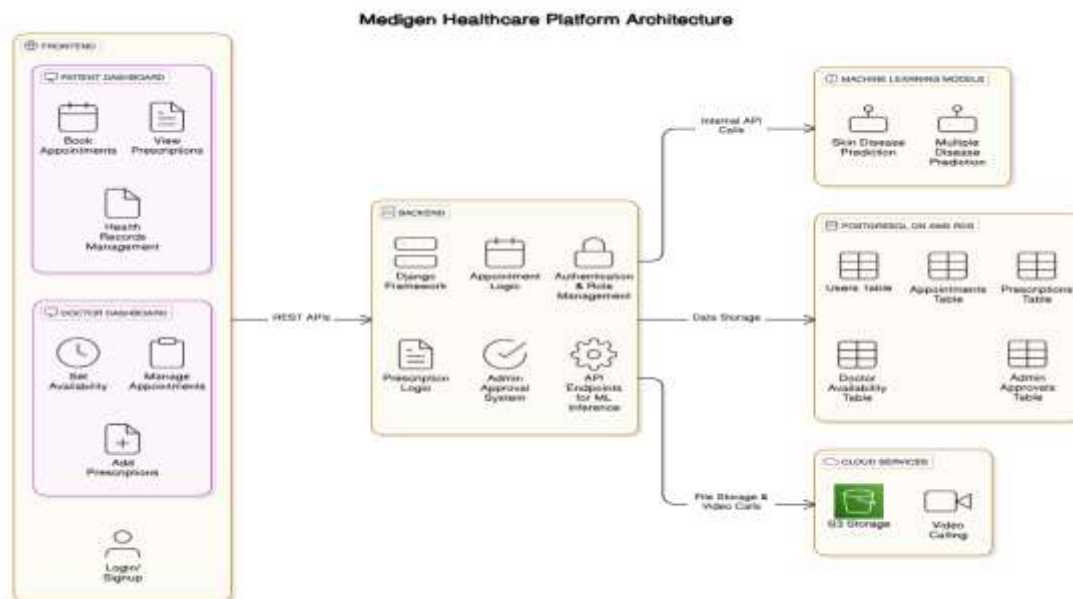 Medigen Healthcare Platform Architecture
FRONTEND
PATIENT DASHBOARD
Book
Appointments
View
Prescriptions
Health
Records
Management
DOCTOR DASHBOARD
Set
Availability
Manage
Appointments
Add
Prescriptions
Login/
Signup
REST APIs
BACKEND
Django
Framework
Appointment
Logic
Authentication
& Role
Management
Prescription
Logic
Admin
Approval
System
API
Endpoints
for ML
Inference
Internal API
Calls
Data Storage
File Storage &
Video Calls
MACHINE LEARNING MODELS
Skin Disease
Prediction
Multiple
Disease
Prediction
POSTGRESQL ON AWS RDS
Users Table
Appointments
Table
Prescriptions
Table
Doctor
Availability
Table
Admin
Approvals
Table
CLOUD SERVICES
S3 Storage
Video
Calling